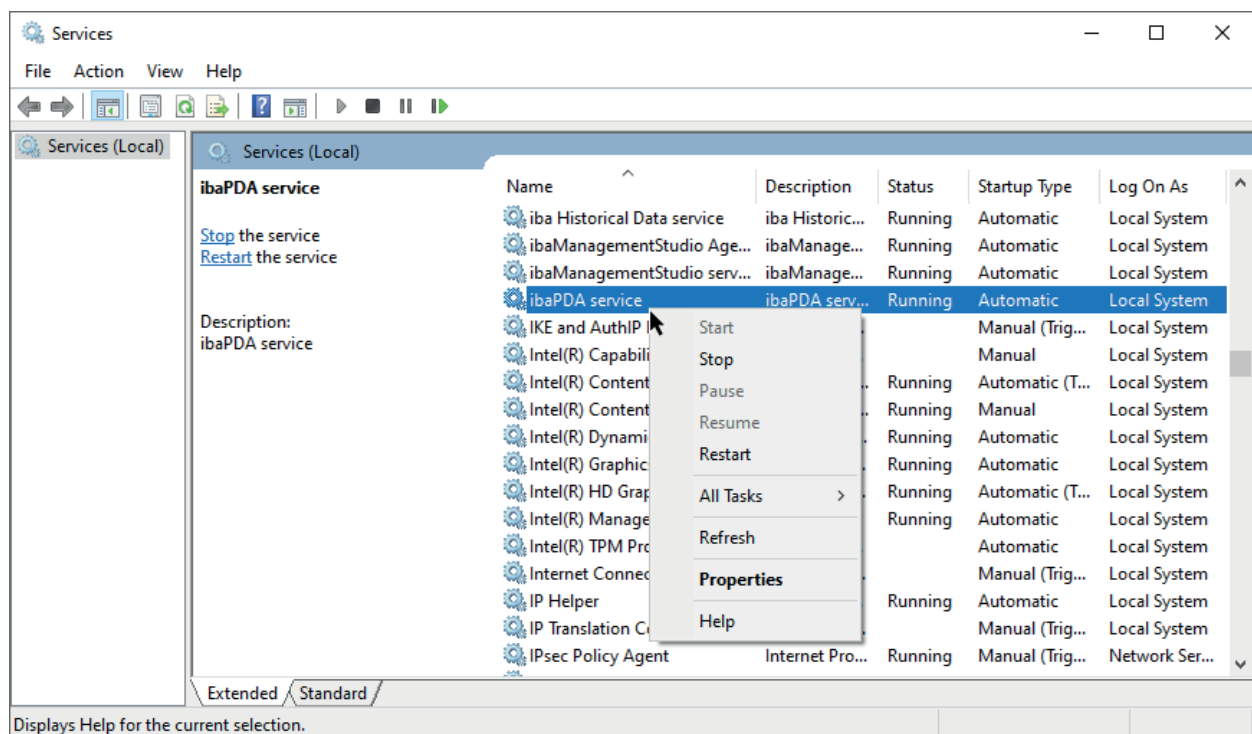 Services
File Action View Help
Services (Local)
Services (Local)
ibaPDA service
Stop the service
Restart the service
Description:
ibaPDA service
Name Description Status Startup Type Log On As
iba Historical Data service iba Historic... Running Automatic Local System
ibaManagementStudio Age... ibaManage... Running Automatic Local System
ibaManagementStudio serv... ibaManage... Running Automatic Local System
ibaPDA service ibaPDA serv... Running Automatic Local System
IKE and AuthIP Manual (Trig... Local System
Intel(R) Capabili Manual Local System
Intel(R) Content Running Automatic (T... Local System
Intel(R) Content Running Manual Local System
Intel(R) Dynami Running Automatic Local System
Intel(R) Graphic Running Automatic Local System
Intel(R) HD Grap Running Automatic (T... Local System
Intel(R) Manage Running Automatic Local System
Intel(R) TPM Pro Automatic Local System
Internet Connec Manual (Trig... Local System
IP Helper Running Automatic Local System
IP Translation C Manual (Trig... Local System
IPsec Policy Agent Internet Pro... Running Manual (Trig... Network Ser...
Start
Stop
Pause
Resume
Restart
All Tasks
Refresh
Properties
Help
Extended Standard
Displays Help for the current selection.